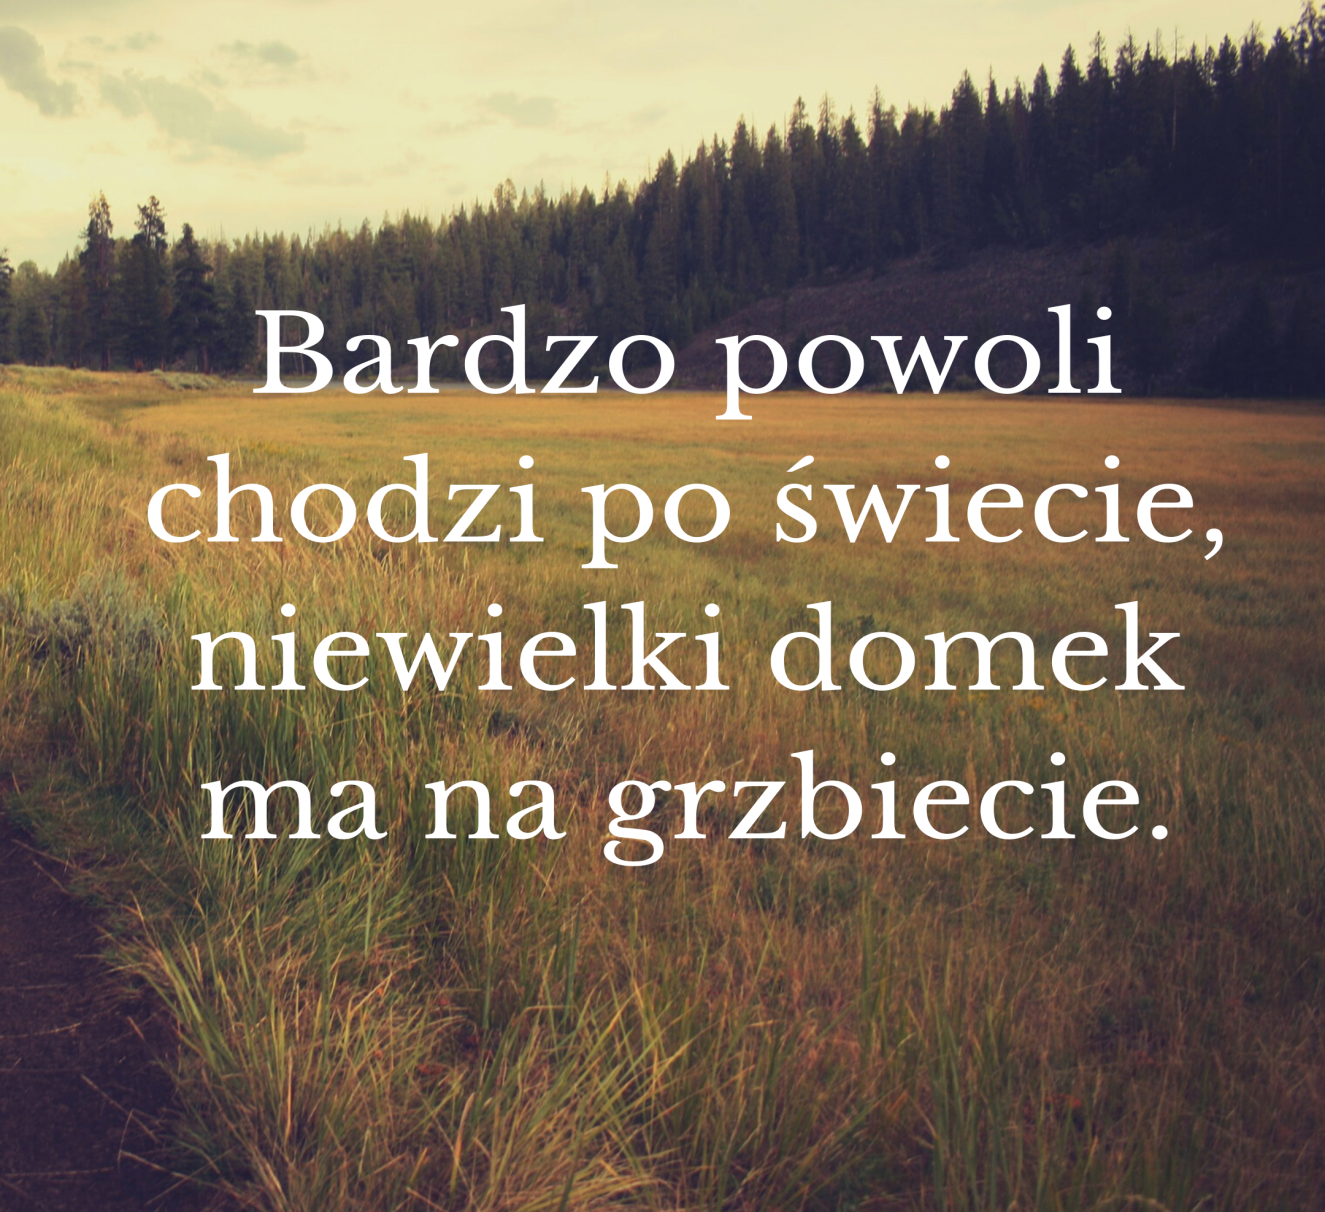 Bardzo powoli
chodzi po świecie,
niewielki domek
ma na grzbiecie.